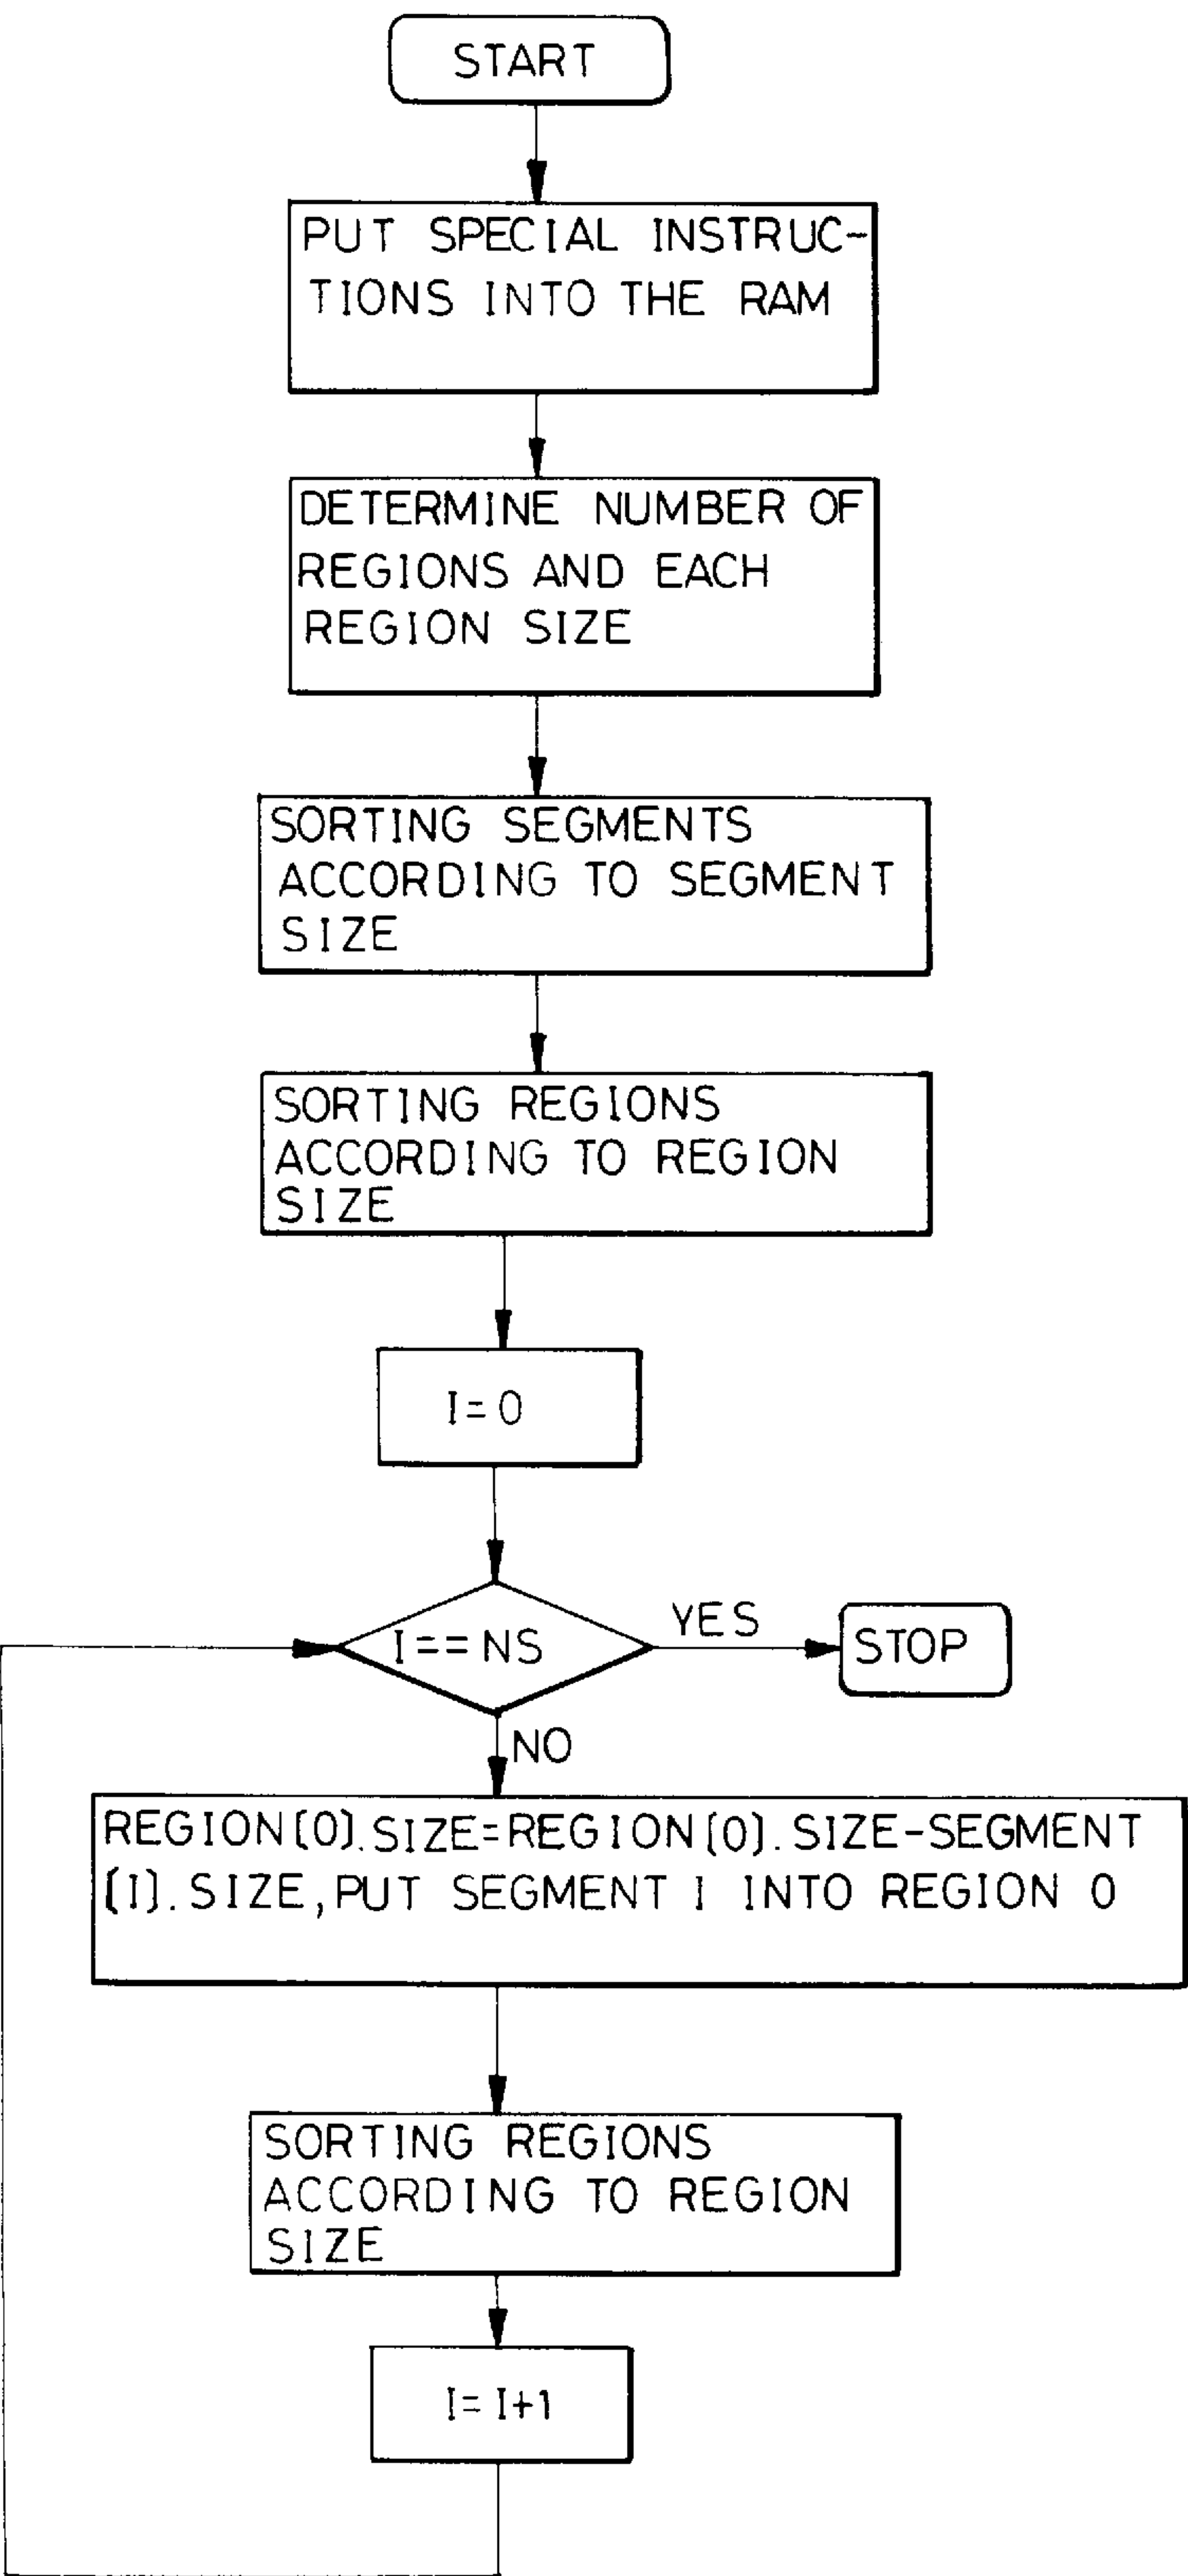 START
PUT SPECIAL INSTRUC-
TIONS INTO THE RAM
DETERMINE NUMBER OF
REGIONS AND EACH
REGION SIZE
SORTING SEGMENTS
ACCORDING TO SEGMENT
SIZE
SORTING REGIONS
ACCORDING TO REGION
SIZE
I=0
I==NS
YES
STOP
NO
REGION[0].SIZE=REGION[0].SIZE-SEGMENT
[I].SIZE,PUT SEGMENT I INTO REGION 0
SORTING REGIONS
ACCORDING TO REGION
SIZE
I=I+1